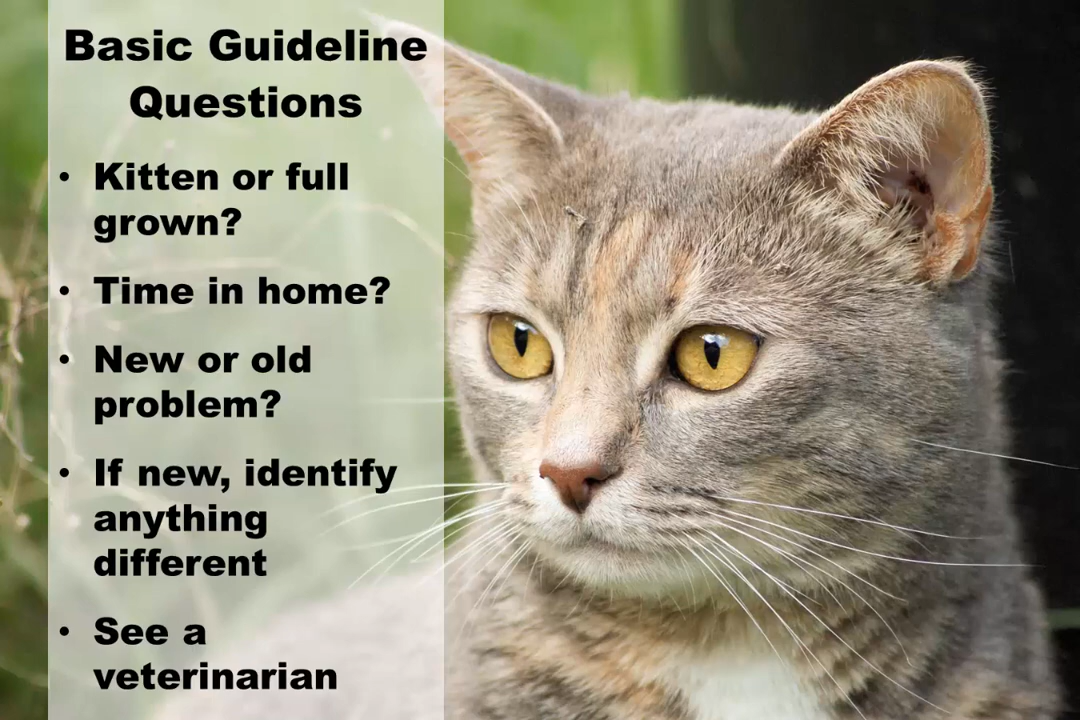 Basic Guideline
Questions
• Kitten or full
grown?
• Time in home?
• New or old
problem?
• If new, identify
anything
different
• See a
veterinarian